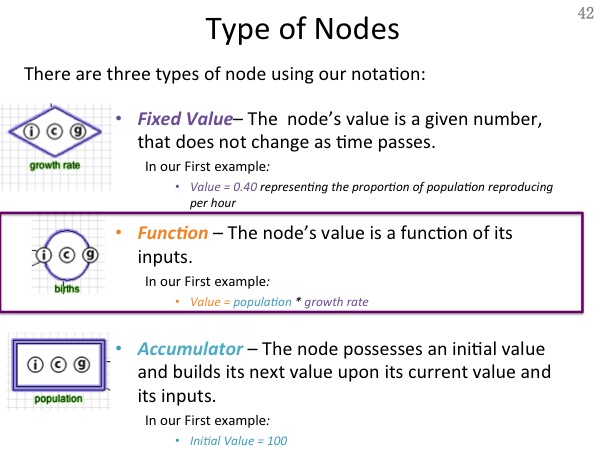 42
Type of Nodes
There are three types of node using our notation:
i c g
growth rate
• Fixed Value– The node's value is a given number,
that does not change as time passes.
In our First example:
• Value = 0.40 representing the proportion of population reproducing
per hour
i c g
births
• Function – The node's value is a function of its
inputs.
In our First example:
• Value = population * growth rate
i c g
population
• Accumulator – The node possesses an initial value
and builds its next value upon its current value and
its inputs.
In our First example:
• Initial Value = 100